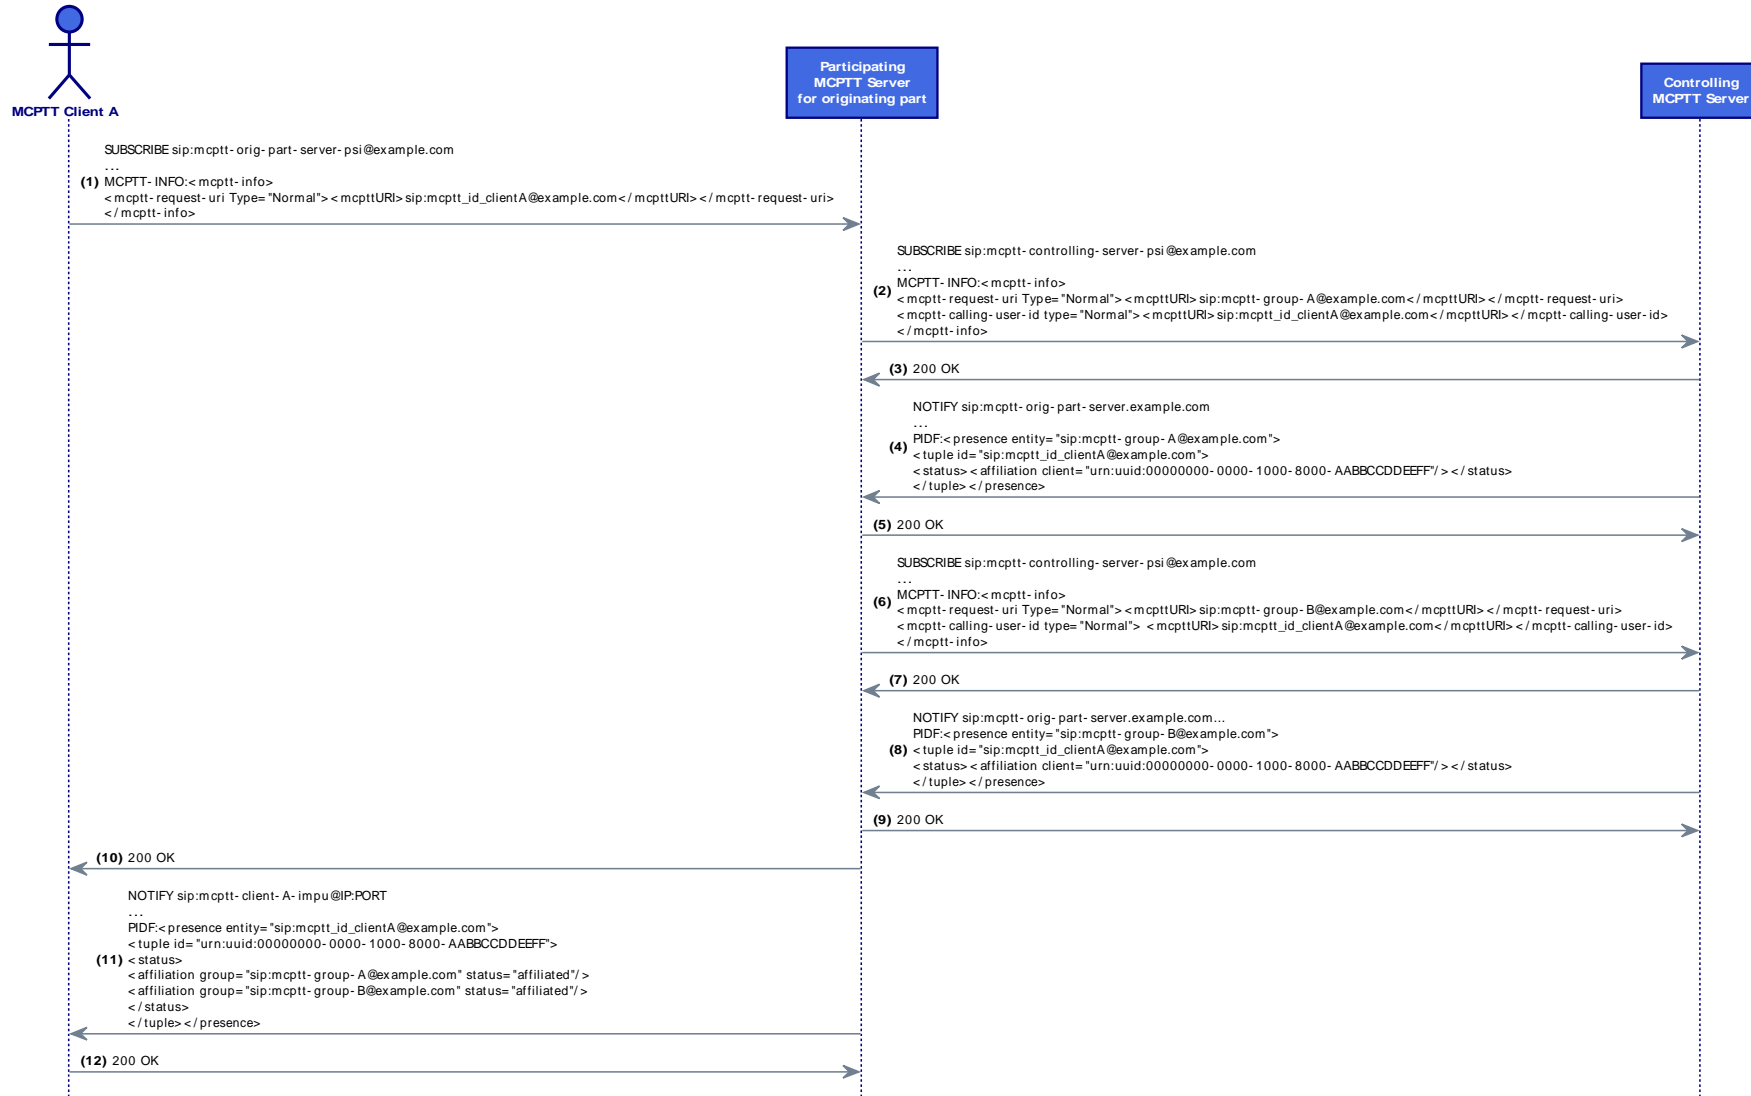 MCPTT Client A
Participating
MCPTT Server
for originating part
Controlling
MCPTT Server
SUBSCRIBE sip:mcptt-orig-part-server-psi@example.com
...
(1) MCPTT-INFO:<mcptt-info>
<mcptt-request-uri Type="Normal"><mcpttURI>sip:mcptt_id_clientA@example.com</mcpttURI></mcptt-request-uri>
</mcptt-info>
SUBSCRIBE sip:mcptt-controlling-server-psi@example.com
...
(2) MCPTT-INFO:<mcptt-info>
<mcptt-request-uri Type="Normal"><mcpttURI>sip:mcptt-group-A@example.com</mcpttURI></mcptt-request-uri>
<mcptt-calling-user-id type="Normal"><mcpttURI>sip:mcptt_id_clientA@example.com</mcpttURI></mcptt-calling-user-id>
</mcptt-info>
(3) 200 OK
NOTIFY sip:mcptt-orig-part-server.example.com
...
(4) PIDF:<presence entity="sip:mcptt-group-A@example.com">
<tuple id="sip:mcptt_id_clientA@example.com">
<status><affiliation client="urn:uuid:00000000-0000-1000-8000-AABBCCDDEEFF"/></status>
</tuple></presence>
(5) 200 OK
SUBSCRIBE sip:mcptt-controlling-server-psi@example.com
...
(6) MCPTT-INFO:<mcptt-info>
<mcptt-request-uri Type="Normal"><mcpttURI>sip:mcptt-group-B@example.com</mcpttURI></mcptt-request-uri>
<mcptt-calling-user-id type="Normal"> <mcpttURI>sip:mcptt_id_clientA@example.com</mcpttURI></mcptt-calling-user-id>
</mcptt-info>
(7) 200 OK
NOTIFY sip:mcptt-orig-part-server.example.com...
PIDF:<presence entity="sip:mcptt-group-B@example.com">
(8) <tuple id="sip:mcptt_id_clientA@example.com">
<status><affiliation client="urn:uuid:00000000-0000-1000-8000-AABBCCDDEEFF"/></status>
</tuple></presence>
(9) 200 OK
(10) 200 OK
NOTIFY sip:mcptt-client-A-impu@IP:PORT
...
PIDF:<presence entity="sip:mcptt_id_clientA@example.com">
<tuple id="urn:uuid:00000000-0000-1000-8000-AABBCCDDEEFF">
(11) <status>
<affiliation group="sip:mcptt-group-A@example.com" status="affiliated"/>
<affiliation group="sip:mcptt-group-B@example.com" status="affiliated"/>
</status>
</tuple></presence>
(12) 200 OK